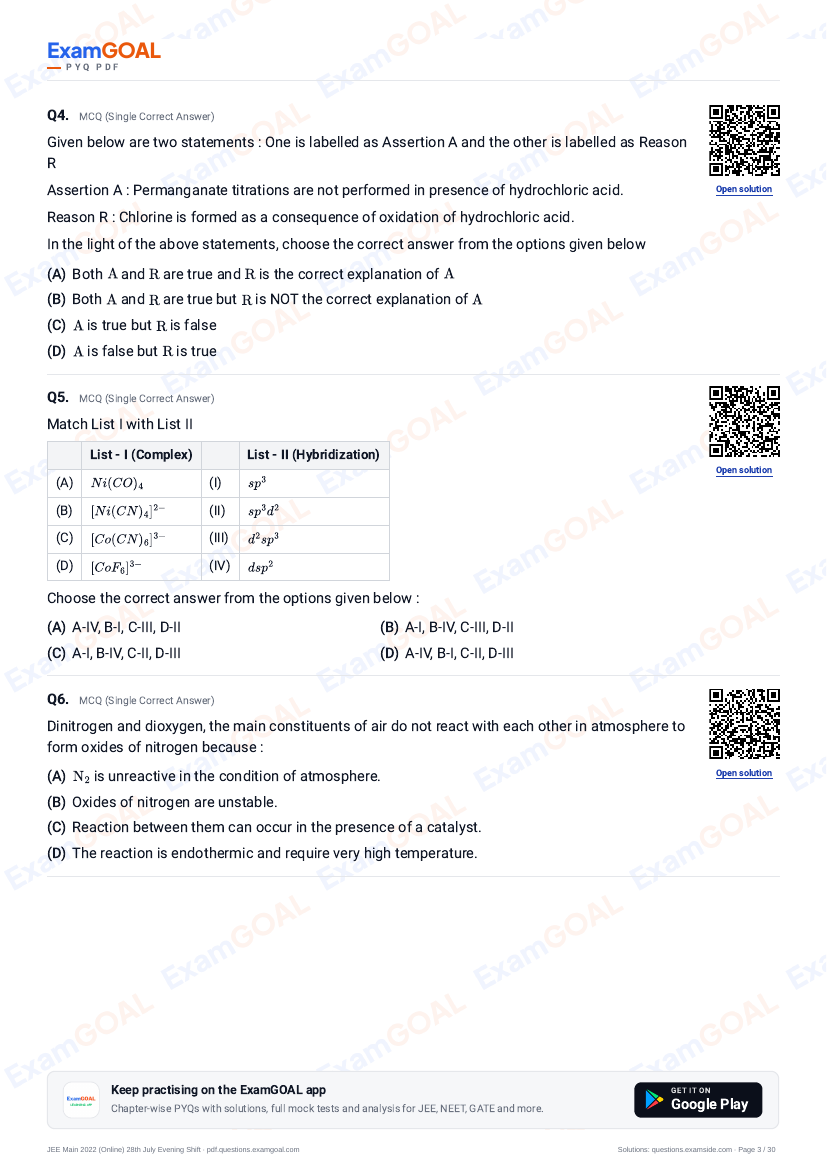 ExamGOAL
PYQ PDF
Q4. MCQ (Single Correct Answer)
Given below are two statements : One is labelled as Assertion A and the other is labelled as Reason
R
Open solution
Assertion A : Permanganate titrations are not performed in presence of hydrochloric acid.
Reason R : Chlorine is formed as a consequence of oxidation of hydrochloric acid.
In the light of the above statements, choose the correct answer from the options given below
(A) Both A and R are true and R is the correct explanation of A
(B) Both A and R are true but R is NOT the correct explanation of A
(C) A is true but R is false
(D) A is false but R is true
Q5. MCQ (Single Correct Answer)
Match List I with List II
Open solution
List - I (Complex) List - II (Hybridization)
(A) Ni(CO)₄ (I) sp³
(B) [Ni(CN)₄]²⁻ (II) sp³d²
(C) [Co(CN)₆]³⁻ (III) d²sp³
(D) [CoF₆]³⁻ (IV) dsp²
Choose the correct answer from the options given below :
(A) A-IV, B-I, C-III, D-II (B) A-I, B-IV, C-III, D-II
(C) A-I, B-IV, C-II, D-III (D) A-IV, B-I, C-II, D-III
Q6. MCQ (Single Correct Answer)
Dinitrogen and dioxygen, the main constituents of air do not react with each other in atmosphere to
form oxides of nitrogen because :
Open solution
(A) N₂ is unreactive in the condition of atmosphere.
(B) Oxides of nitrogen are unstable.
(C) Reaction between them can occur in the presence of a catalyst.
(D) The reaction is endothermic and require very high temperature.
ExamGOAL
Keep practising on the ExamGOAL app
Chapter-wise PYQs with solutions, full mock tests and analysis for JEE, NEET, GATE and more.
GET IT ON
Google Play
JEE Main 2022 (Online) 28th July Evening Shift · pdf.questions.examgoal.com Solutions: questions.examside.com · Page 3 / 30